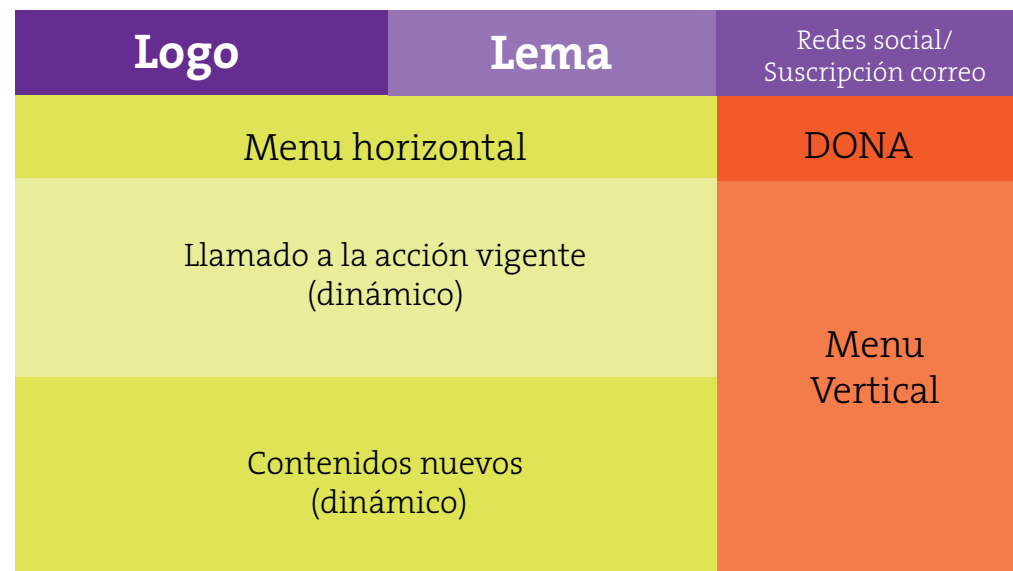 Logo
Lema
Redes social/
Suscripción correo
Menu horizontal
DONA
Llamado a la acción vigente
(dinámico)
Menu
Vertical
Contenidos nuevos
(dinámico)